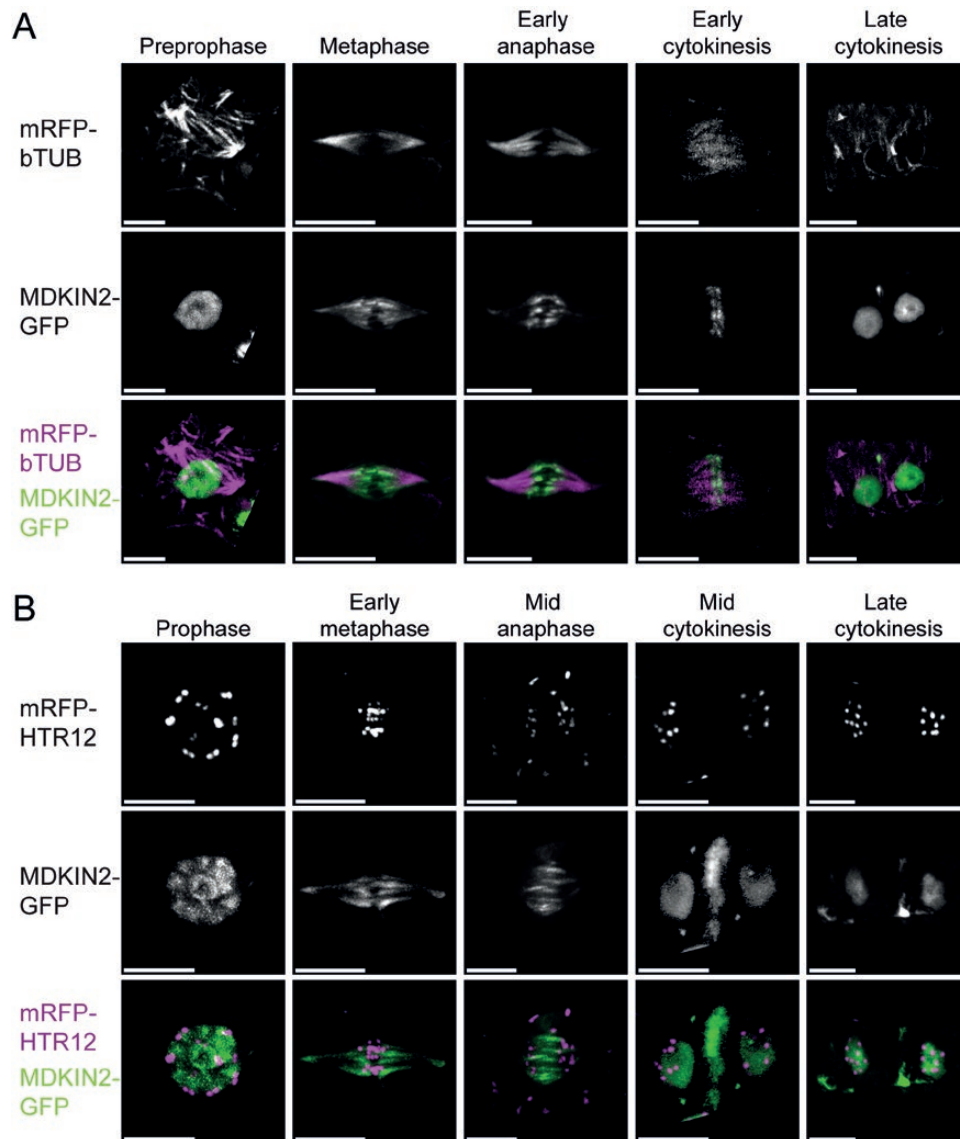 A
Preprophase
Metaphase
Early
anaphase
Early
cytokinesis
Late
cytokinesis
mRFP-
bTUB
MDKIN2-
GFP
mRFP-
bTUB
MDKIN2-
GFP
B
Prophase
Early
metaphase
Mid
anaphase
Mid
cytokinesis
Late
cytokinesis
mRFP-
HTR12
MDKIN2-
GFP
mRFP-
HTR12
MDKIN2-
GFP